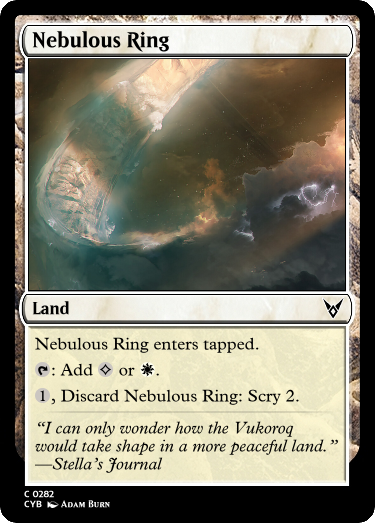 Nebulous Ring
Land
Nebulous Ring enters tapped.
: Add or .
1, Discard Nebulous Ring: Scry 2.
"I can only wonder how the Vukoroq
would take shape in a more peaceful land."
—Stella's Journal
C 0282
CYB Adam Burn